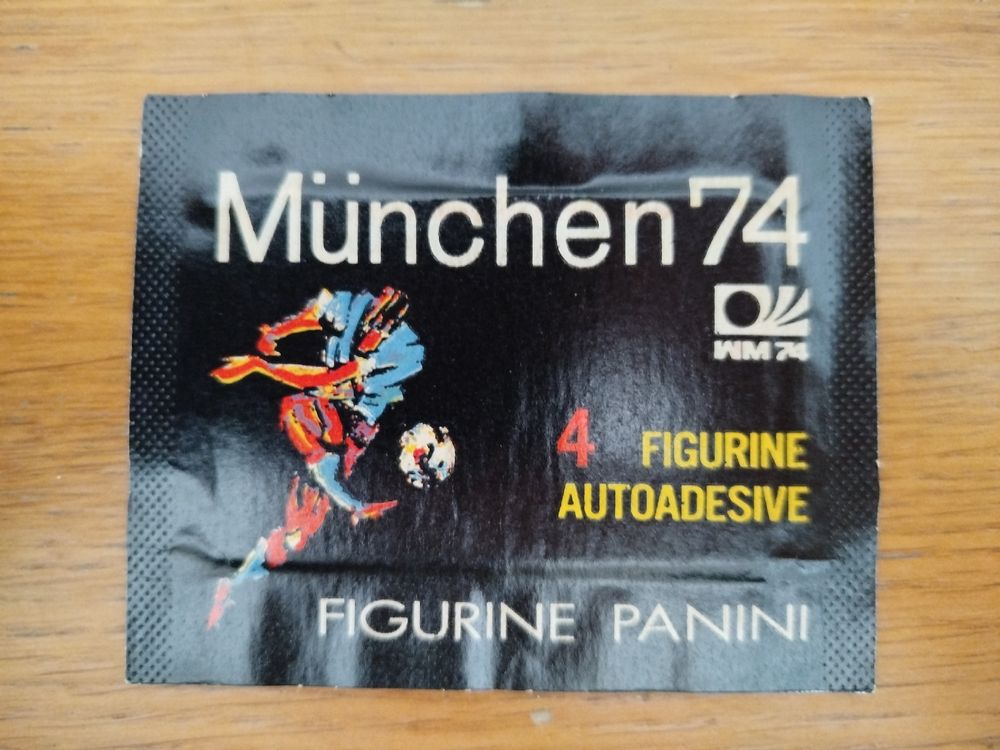 München '74
WM 74
4 FIGURINE
AUTOADESIVE
FIGURINE PANINI